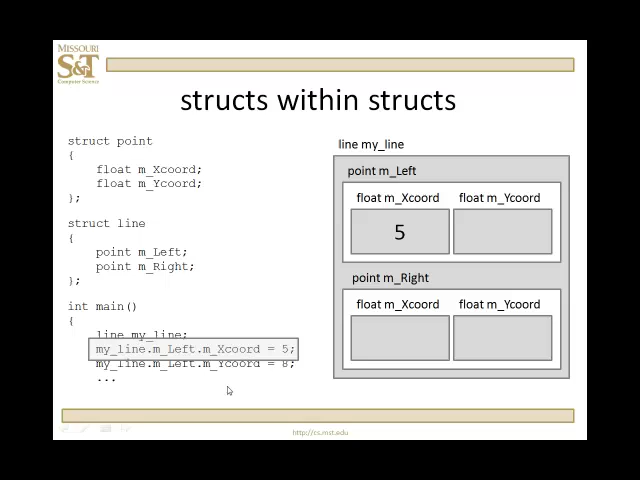 MISSOURI
S&T
Computer Science
structs within structs
struct point
{
float m_Xcoord;
float m_Ycoord;
};
struct line
{
point m_Left;
point m_Right;
};
int main()
{
line my_line;
my_line.m_Left.m_Xcoord = 5;
my_line.m_Left.m_Ycoord = 8;
...
line my_line
point m_Left
float m_Xcoord float m_Ycoord
5
point m_Right
float m_Xcoord float m_Ycoord
http://cs.mst.edu